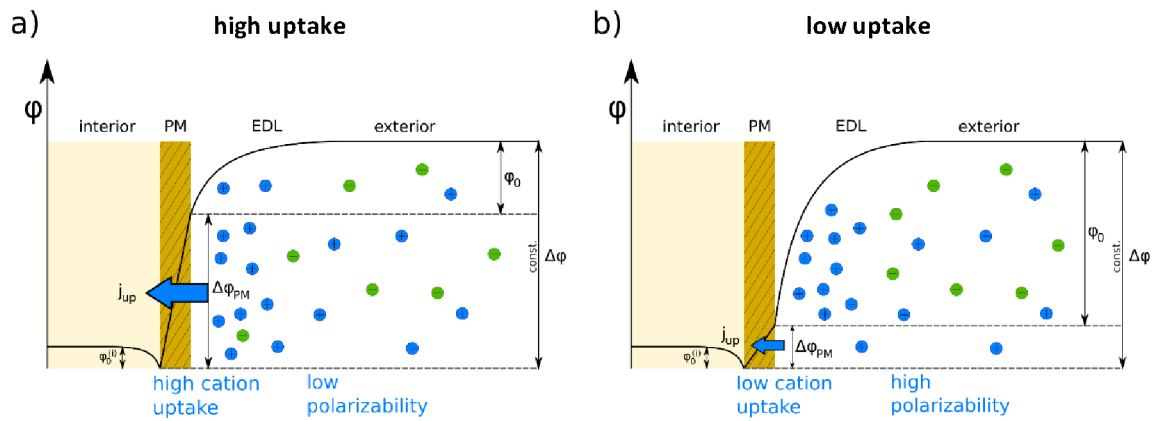 a)
high uptake
φ
interior
PM
EDL
exterior
φ0
const.
Δφ
jup
ΔφPM
φ0(i)
high cation
uptake
low
polarizability
b)
low uptake
φ
interior
PM
EDL
exterior
φ0
const.
Δφ
jup
ΔφPM
φ0(i)
low cation
uptake
high
polarizability